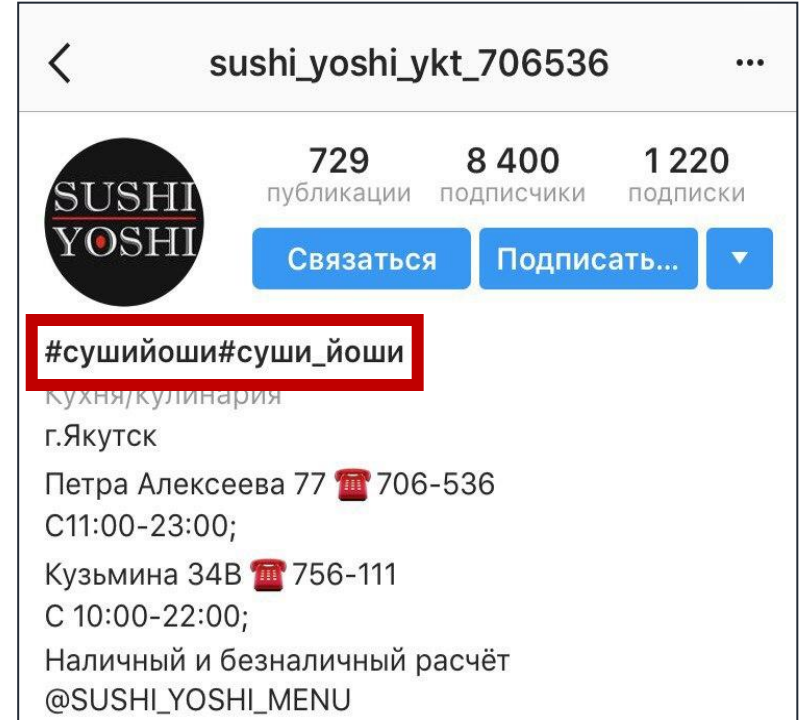 sushi_yoshi_ykt_706536
729 8 400 1 220
публикации подписчики подписки
SUSHI
YOSHI
Связаться Подписать...
#сушийоши#суши_йоши
Кухня/кулинария
г.Якутск
Петра Алексеева 77 ☎️ 706-536
С11:00-23:00;
Кузьмина 34В ☎️ 756-111
С 10:00-22:00;
Наличный и безналичный расчёт
@SUSHI_YOSHI_MENU